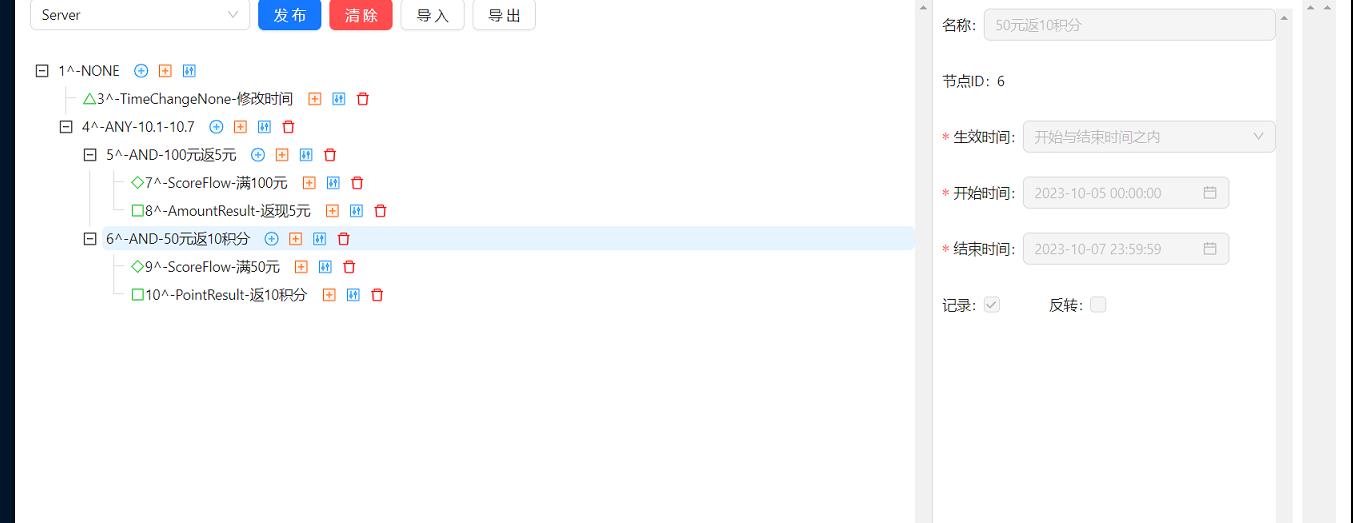 Server 发 布 清 除 导 入 导 出
1^-NONE
3^-TimeChangeNone-修改时间
4^-ANY-10.1-10.7
5^-AND-100元返5元
7^-ScoreFlow-满100元
8^-AmountResult-返现5元
6^-AND-50元返10积分
9^-ScoreFlow-满50元
10^-PointResult-返10积分
名称: 50元返10积分
节点ID: 6
* 生效时间: 开始与结束时间之内
* 开始时间: 2023-10-05 00:00:00
* 结束时间: 2023-10-07 23:59:59
记录: 反转: